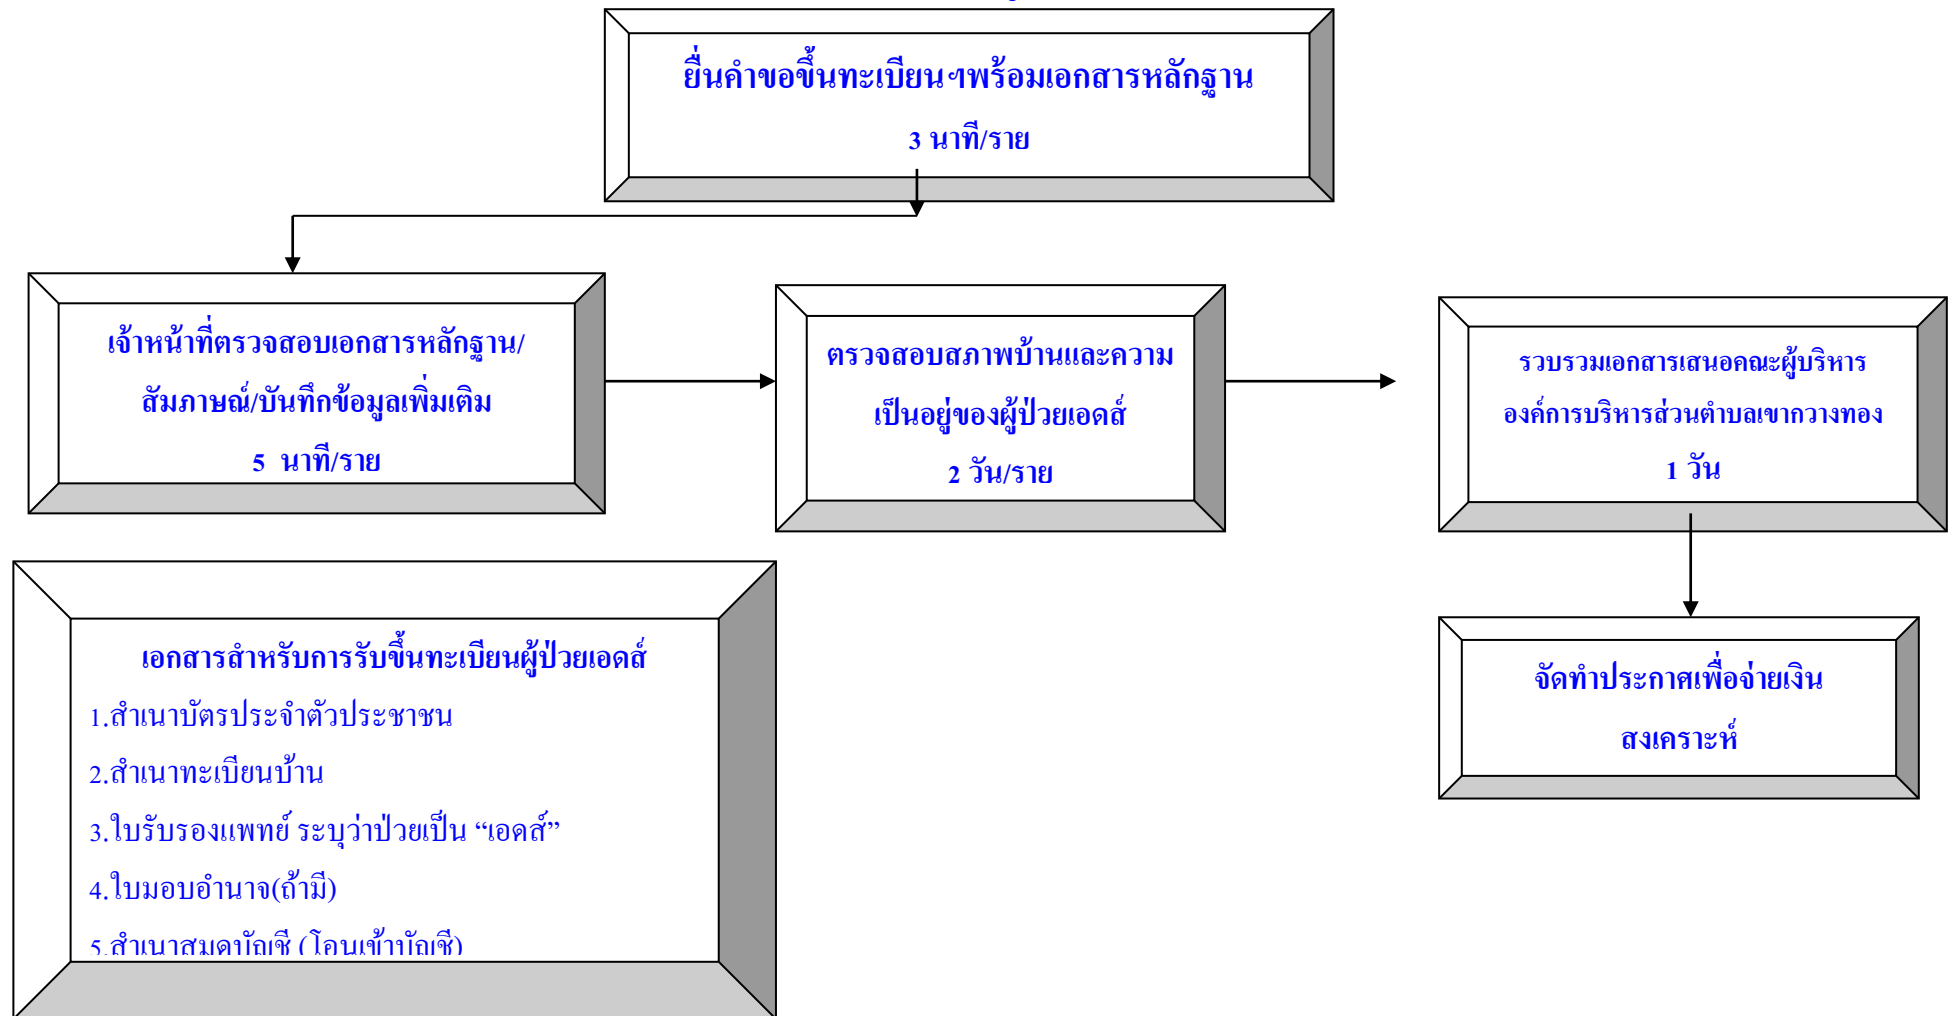 ยื่นคำขอขึ้นทะเบียนฯพร้อมเอกสารหลักฐาน
3 นาที/ราย
เจ้าหน้าที่ตรวจสอบเอกสารหลักฐาน/
สัมภาษณ์/บันทึกข้อมูลเพิ่มเติม
5 นาที/ราย
ตรวจสอบสภาพบ้านและความ
เป็นอยู่ของผู้ป่วยเอดส์
2 วัน/ราย
รวบรวมเอกสารเสนอคณะผู้บริหาร
องค์การบริหารส่วนตำบลเขากวางทอง
1 วัน
จัดทำประกาศเพื่อจ่ายเงิน
สงเคราะห์
เอกสารสำหรับการรับขึ้นทะเบียนผู้ป่วยเอดส์
1.สำเนาบัตรประจำตัวประชาชน
2.สำเนาทะเบียนบ้าน
3.ใบรับรองแพทย์ ระบุว่าป่วยเป็น “เอดส์”
4.ใบมอบอำนาจ(ถ้ามี)
5.สำเนาสมุดบัญชี (โอนเข้าบัญชี)